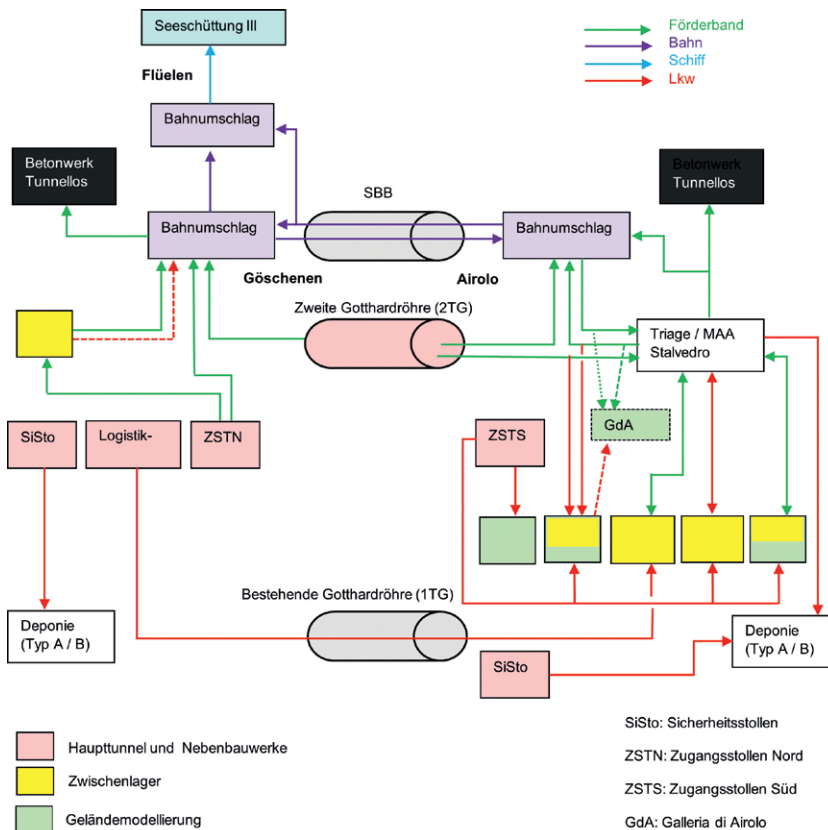 Seeschüttung III
Förderband
Bahn
Schiff
Lkw
Flüelen
Bahnumschlag
Betonwerk
Tunnellos
Betonwerk
Tunnellos
SBB
Bahnumschlag
Bahnumschlag
Göschenen
Airolo
Zweite Gotthardröhre (2TG)
Triage / MAA
Stalvedro
GdA
SiSto
Logistik-
ZSTN
ZSTS
Bestehende Gotthardröhre (1TG)
Deponie
(Typ A / B)
Deponie
(Typ A / B)
SiSto
Haupttunnel und Nebenbauwerke
Zwischenlager
Geländemodellierung
SiSto: Sicherheitsstollen
ZSTN: Zugangsstollen Nord
ZSTS: Zugangsstollen Süd
GdA: Galleria di Airolo